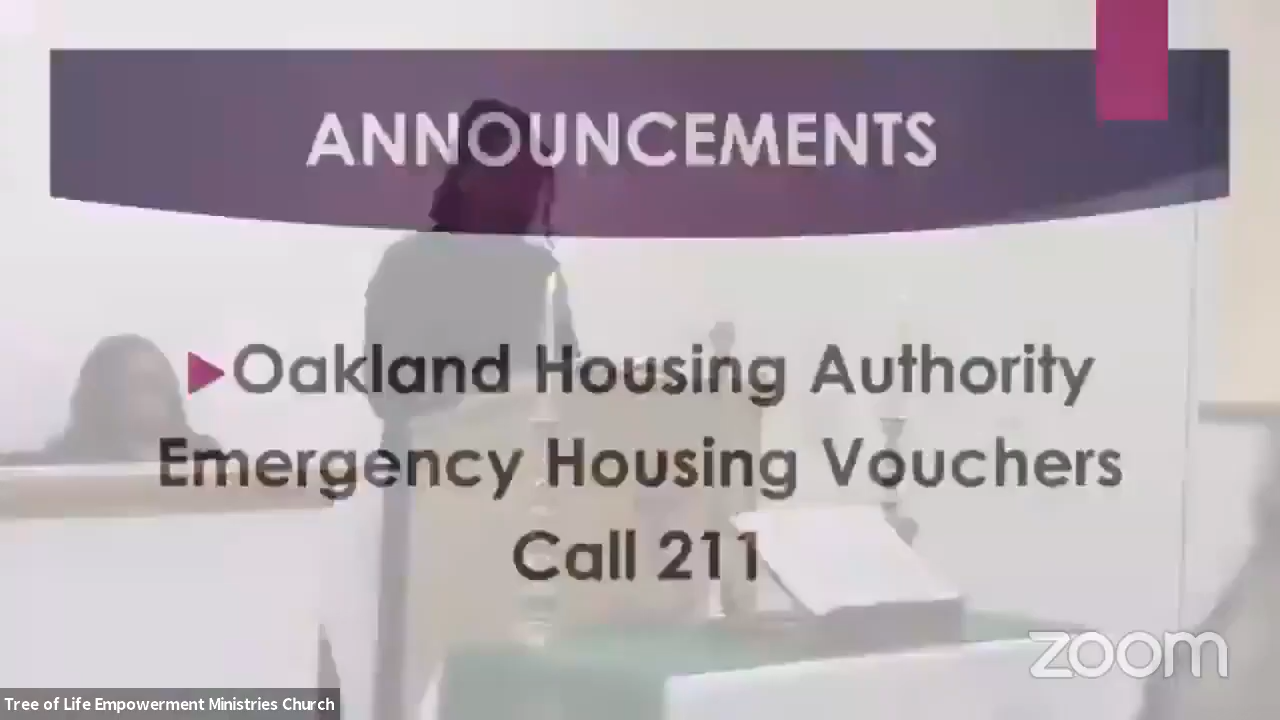 ANNOUNCEMENTS
Oakland Housing Authority
Emergency Housing Vouchers
Call 211
zoom
Tree of Life Empowerment Ministries Church